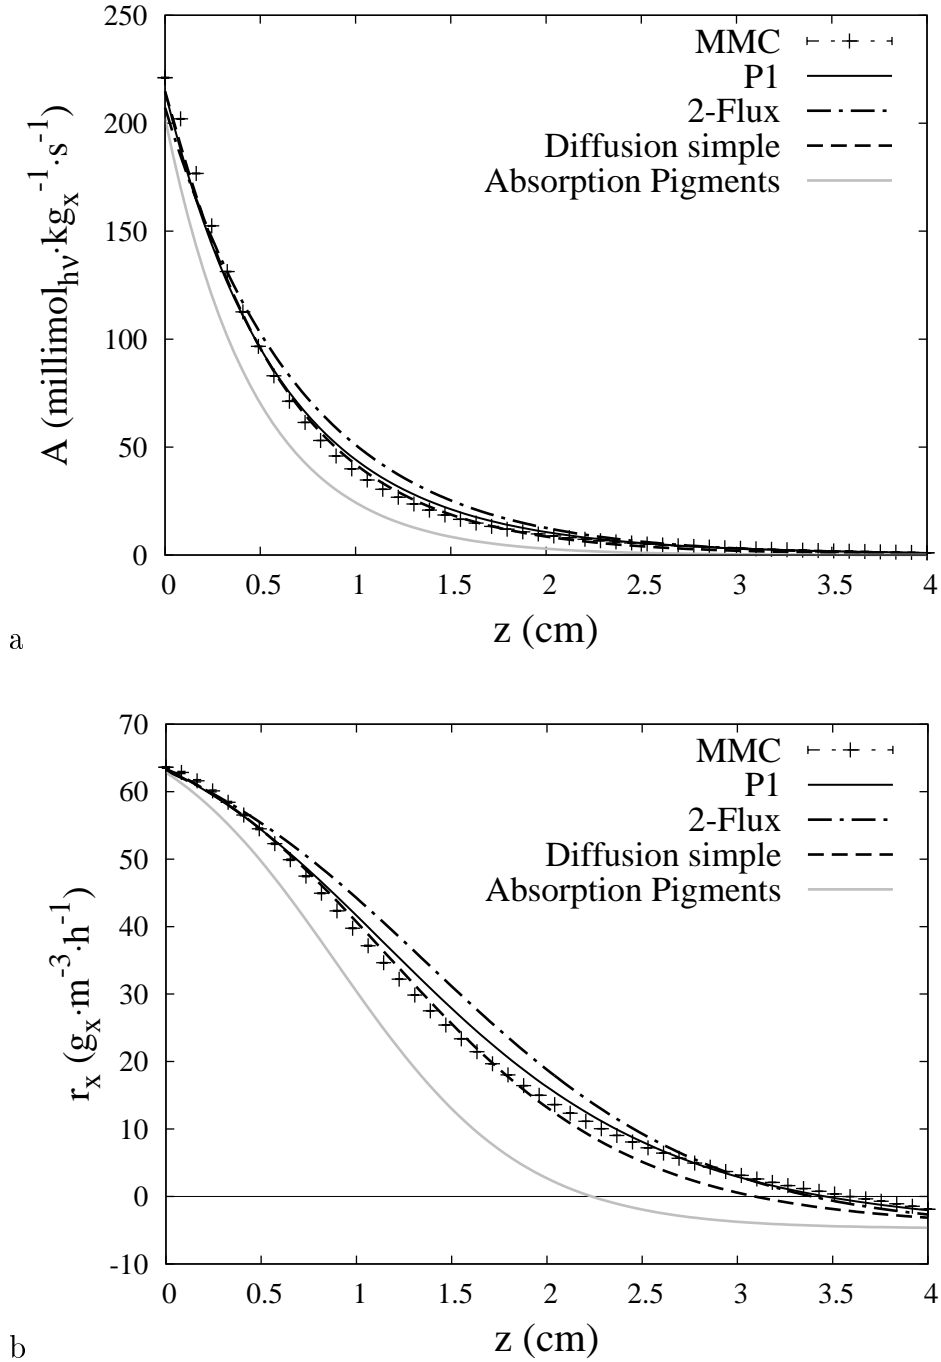 MMC
P1
2-Flux
Diffusion simple
Absorption Pigments
A (millimol_hν·kg_x^-1·s^-1)
250
200
150
100
50
0
0 0.5 1 1.5 2 2.5 3 3.5 4
z (cm)
a
MMC
P1
2-Flux
Diffusion simple
Absorption Pigments
r_x (g_x·m^-3·h^-1)
70
60
50
40
30
20
10
0
-10
0 0.5 1 1.5 2 2.5 3 3.5 4
z (cm)
b